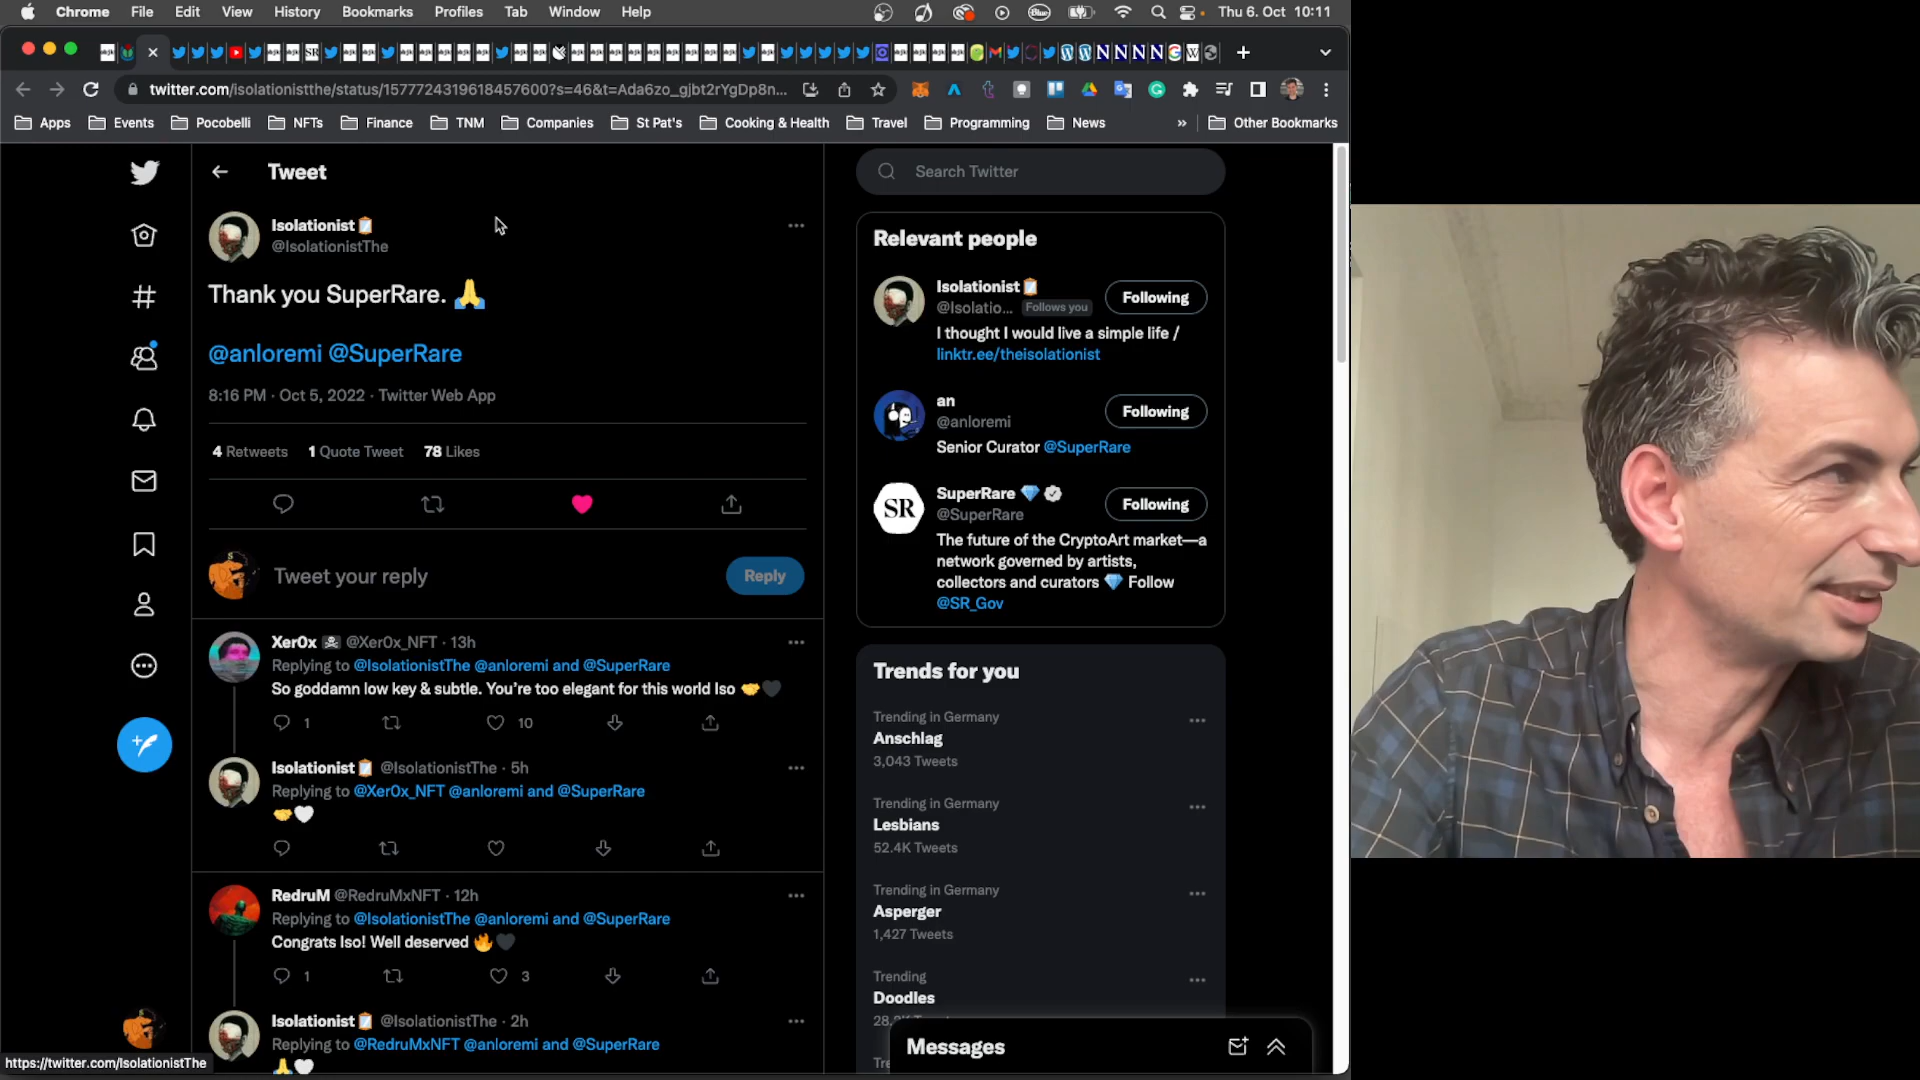 Chrome File Edit View History Bookmarks Profiles Tab Window Help
Thu 6. Oct 10:11
twitter.com/isolationistthe/status/1577724319618457600?s=46&t=Ada6zo_gjbt2rYgDp8n...
Apps Events Pocobelli NFTs Finance TNM Companies St Pat's Cooking & Health Travel Programming News » Other Bookmarks
Tweet
Isolationist
@IsolationistThe
Thank you SuperRare. 🙏
@anloremi @SuperRare
8:16 PM · Oct 5, 2022 · Twitter Web App
4 Retweets 1 Quote Tweet 78 Likes
Tweet your reply
Reply
Xer0x @Xer0x_NFT · 13h
Replying to @IsolationistThe @anloremi and @SuperRare
So goddamn low key & subtle. You're too elegant for this world Iso 🤝🖤
1 10
Isolationist @IsolationistThe · 5h
Replying to @Xer0x_NFT @anloremi and @SuperRare
🤝🤍
RedruM @RedruMxNFT · 12h
Replying to @IsolationistThe @anloremi and @SuperRare
Congrats Iso! Well deserved 🔥🖤
1 3
Isolationist @IsolationistThe · 2h
Replying to @RedruMxNFT @anloremi and @SuperRare
🙏🤍
https://twitter.com/IsolationistThe
Search Twitter
Relevant people
Isolationist
@Isolatio... Follows you
Following
I thought I would live a simple life /
linktr.ee/theisolationist
an
@anloremi
Following
Senior Curator @SuperRare
SR
SuperRare 💎
@SuperRare
Following
The future of the CryptoArt market—a
network governed by artists,
collectors and curators 💎 Follow
@SR_Gov
Trends for you
Trending in Germany
Anschlag
3,043 Tweets
Trending in Germany
Lesbians
52.4K Tweets
Trending in Germany
Asperger
1,427 Tweets
Trending
Doodles
Messages